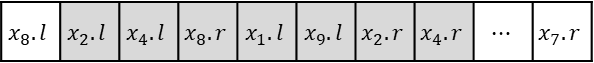 x₈.l x₂.l x₄.l x₈.r x₁.l x₉.l x₂.r x₄.r ⋯ x₇.r